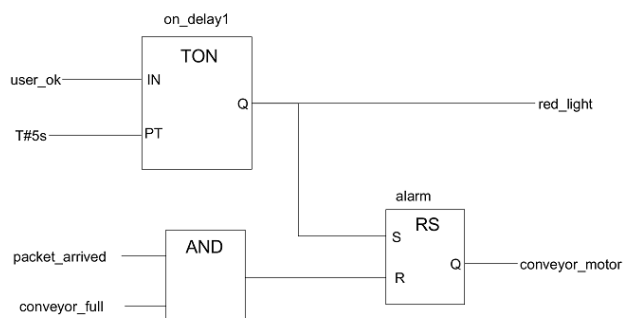 on_delay1
TON
user_ok
IN
Q
red_light
T#5s
PT
alarm
RS
AND
S
packet_arrived
Q
conveyor_motor
R
conveyor_full